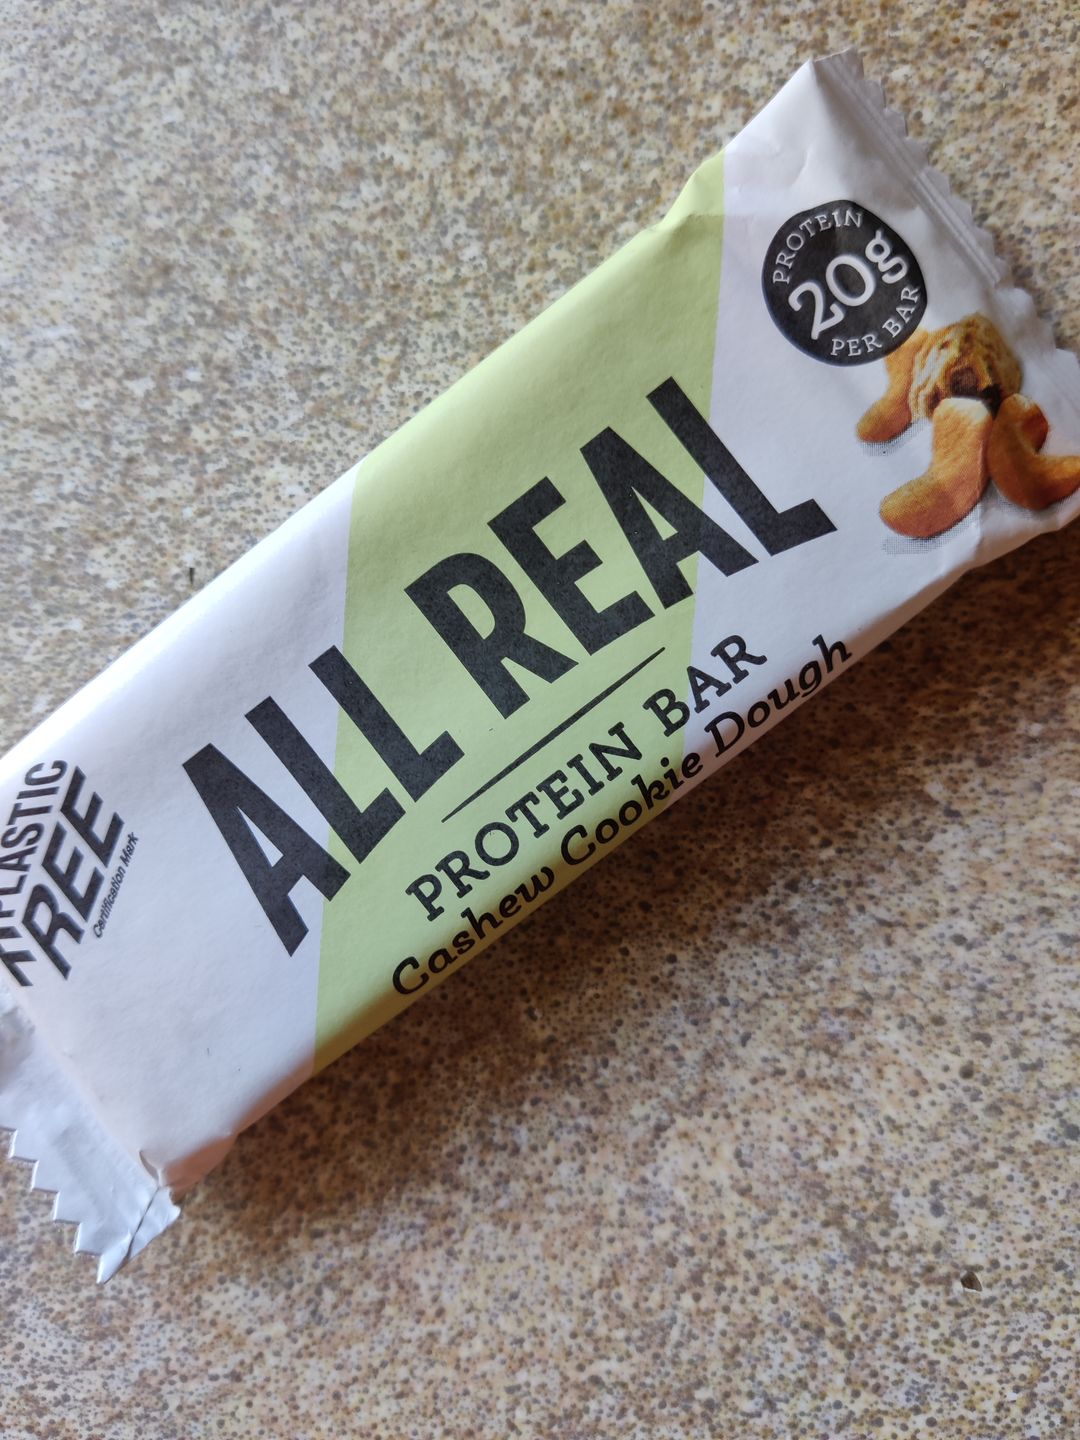 PROTEIN
20g
PER BAR
ALL REAL
PROTEIN BAR
Cashew Cookie Dough
PLASTIC
FREE
Certification Mark